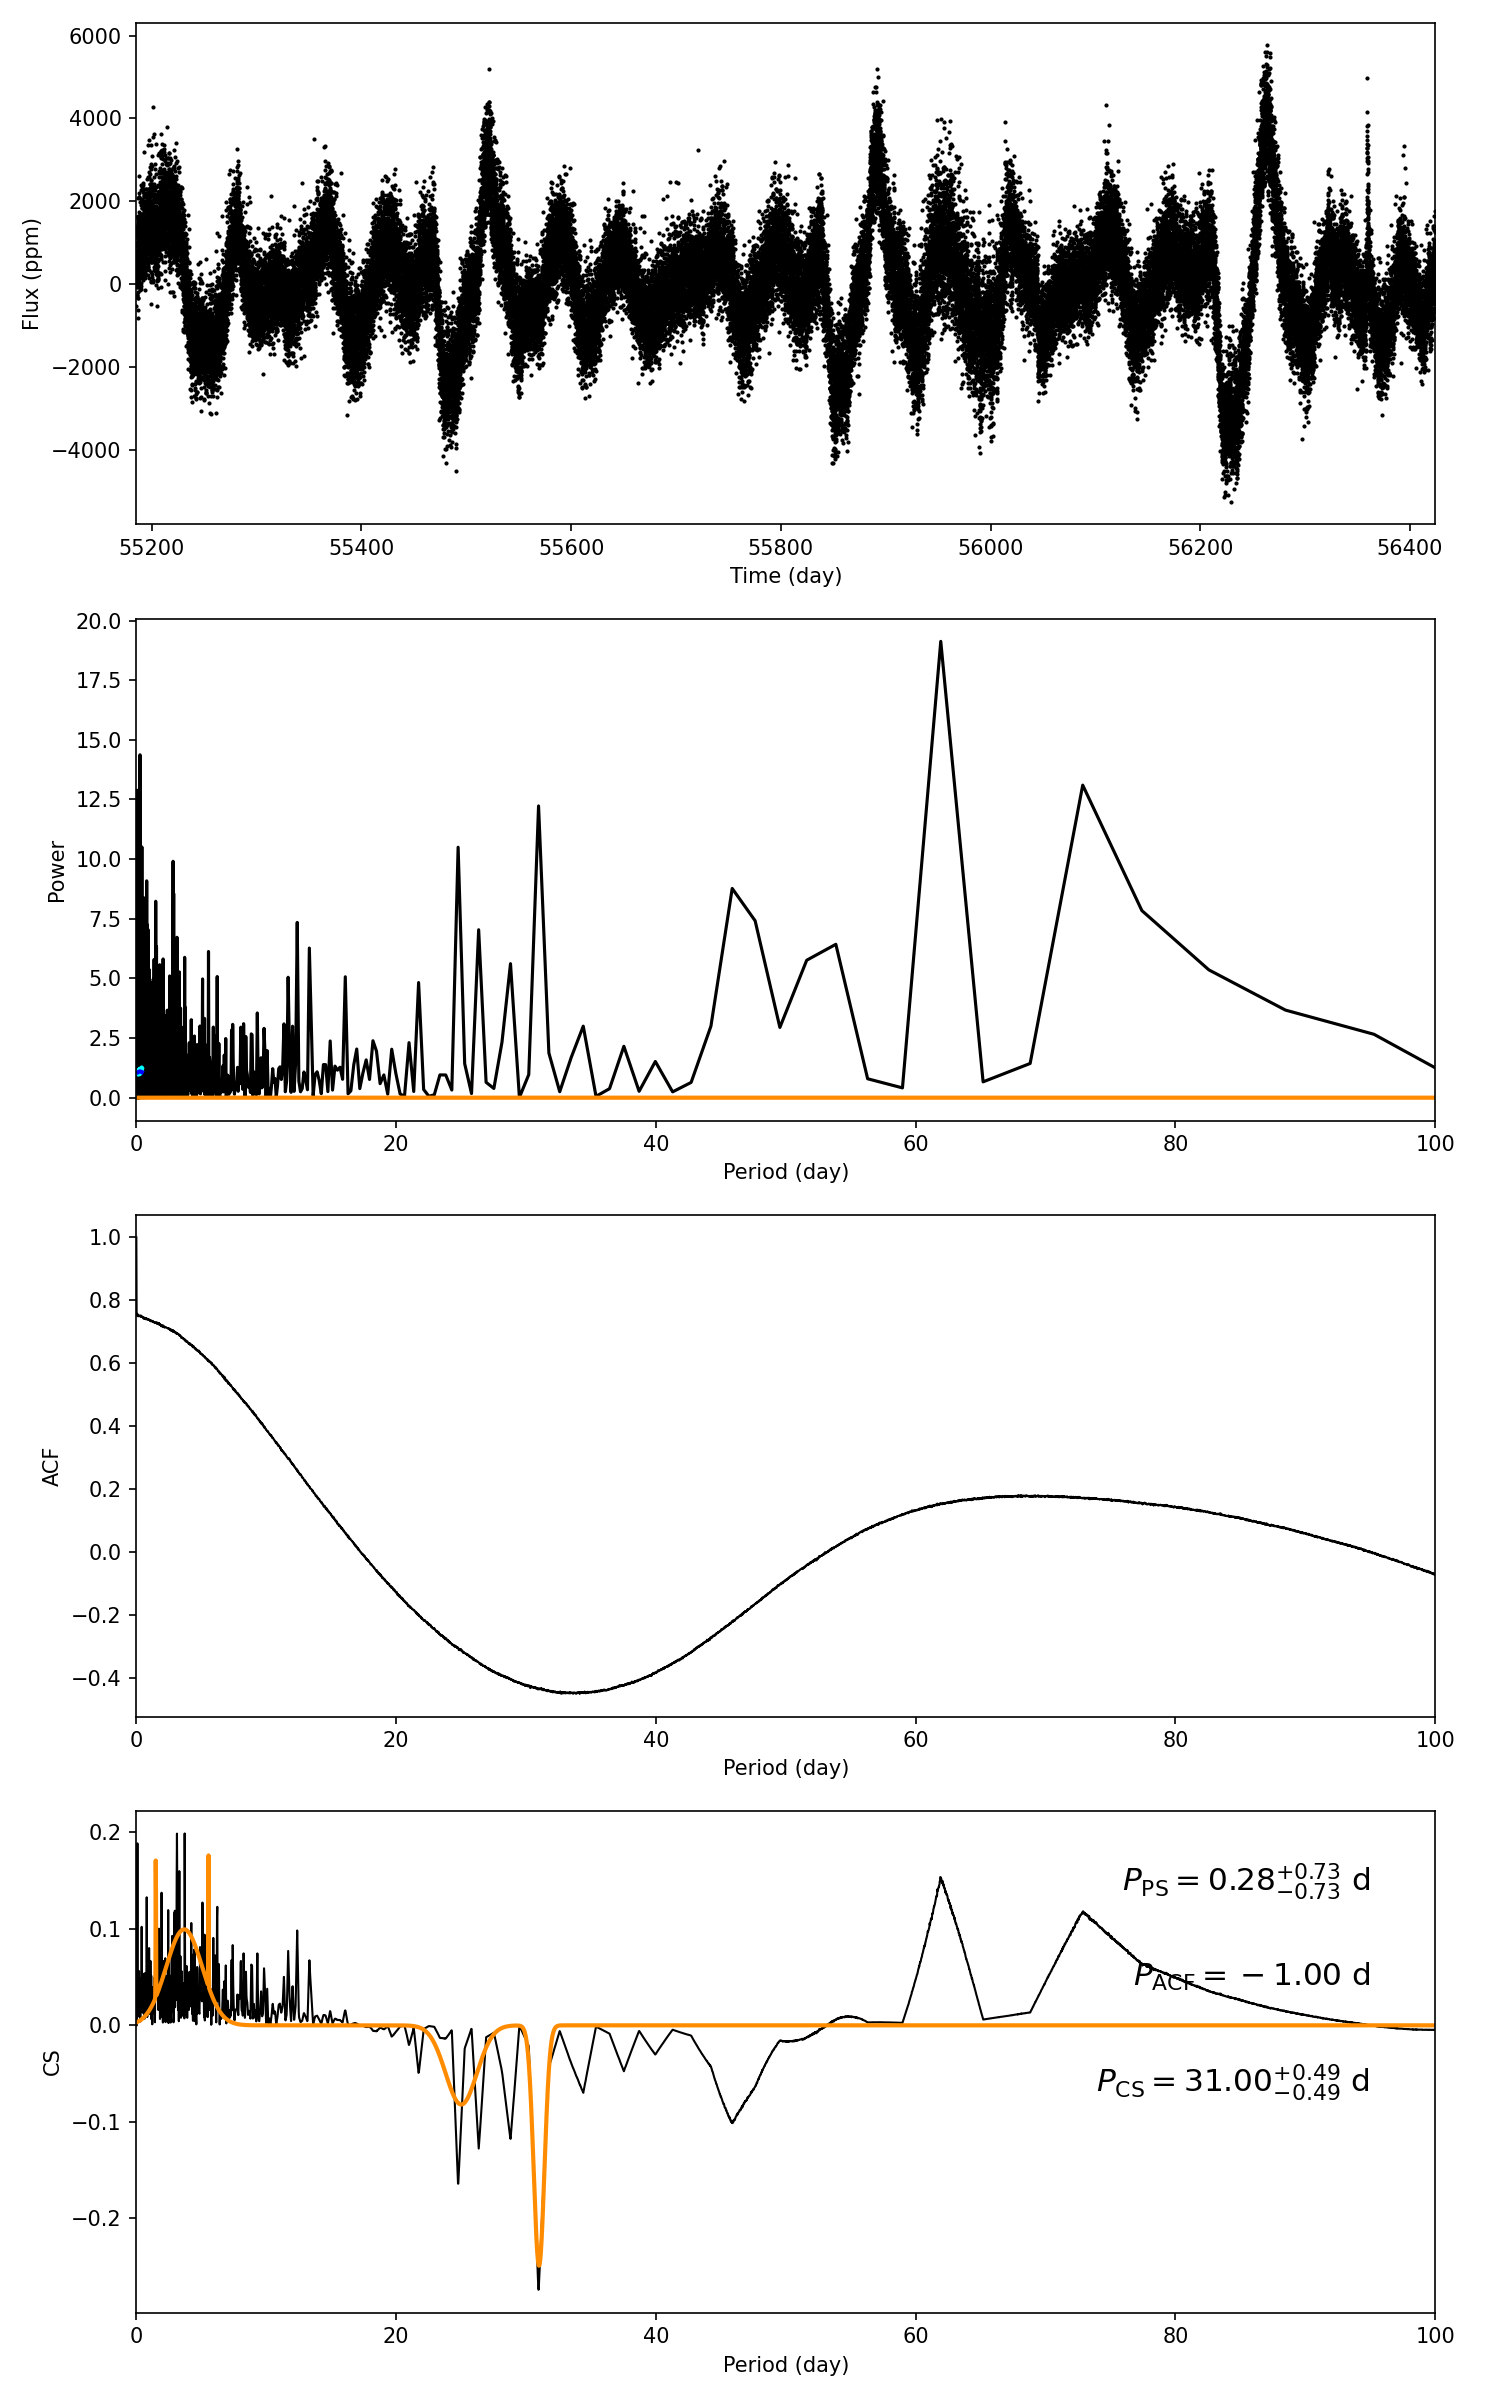 6000
4000
2000
0
−2000
−4000
Flux (ppm)
55200 55400 55600 55800 56000 56200 56400
Time (day)
20.0
17.5
15.0
12.5
10.0
7.5
5.0
2.5
0.0
Power
0 20 40 60 80 100
Period (day)
1.0
0.8
0.6
0.4
0.2
0.0
−0.2
−0.4
ACF
0 20 40 60 80 100
Period (day)
0.2
0.1
0.0
−0.1
−0.2
CS
P_PS = 0.28^{+0.73}_{−0.73} d
P_ACF = −1.00 d
P_CS = 31.00^{+0.49}_{−0.49} d
0 20 40 60 80 100
Period (day)